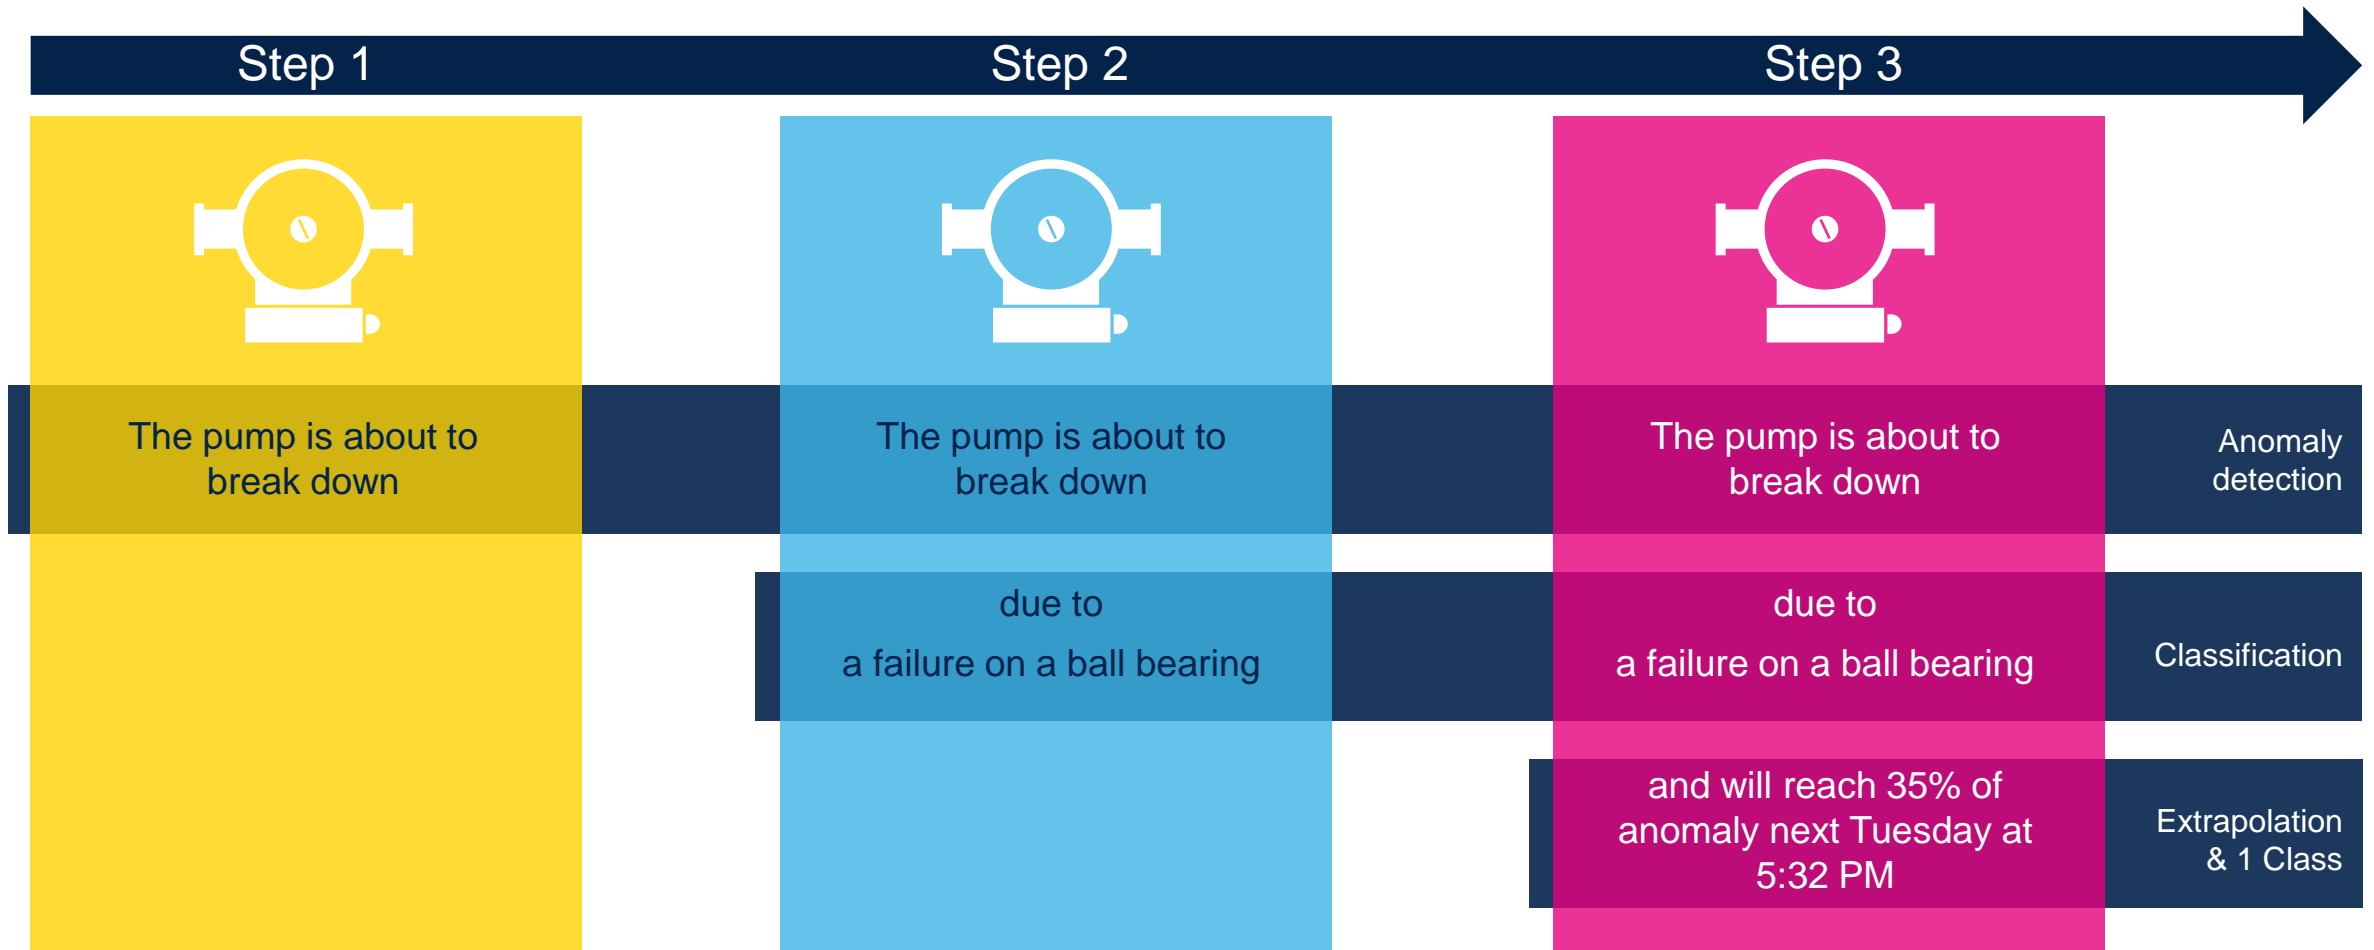 Step 1
Step 2
Step 3
The pump is about to
break down
The pump is about to
break down
The pump is about to
break down
Anomaly
detection
due to
a failure on a ball bearing
due to
a failure on a ball bearing
Classification
and will reach 35% of
anomaly next Tuesday at
5:32 PM
Extrapolation
& 1 Class